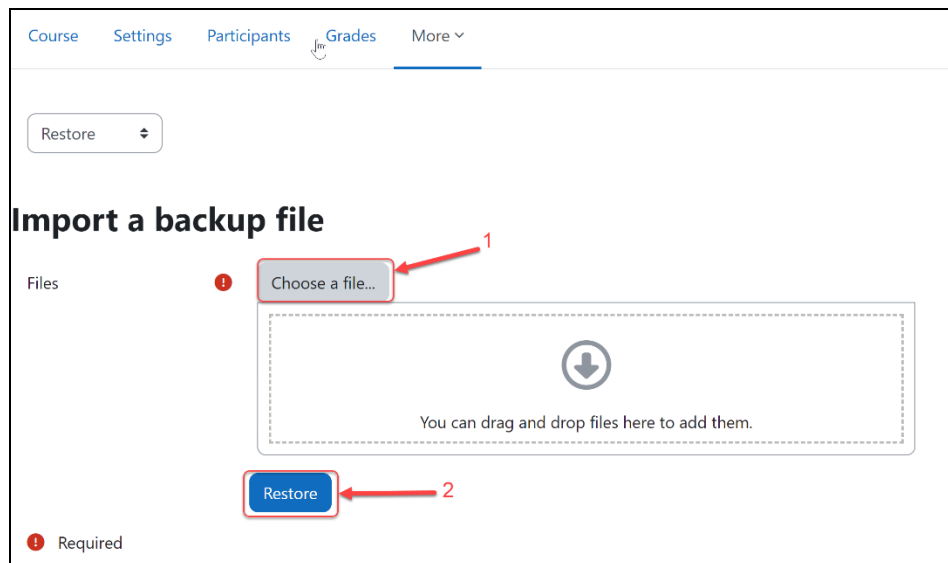 Course Settings Participants Grades More
Restore
Import a backup file
1
Files
Choose a file...
You can drag and drop files here to add them.
Restore
2
Required